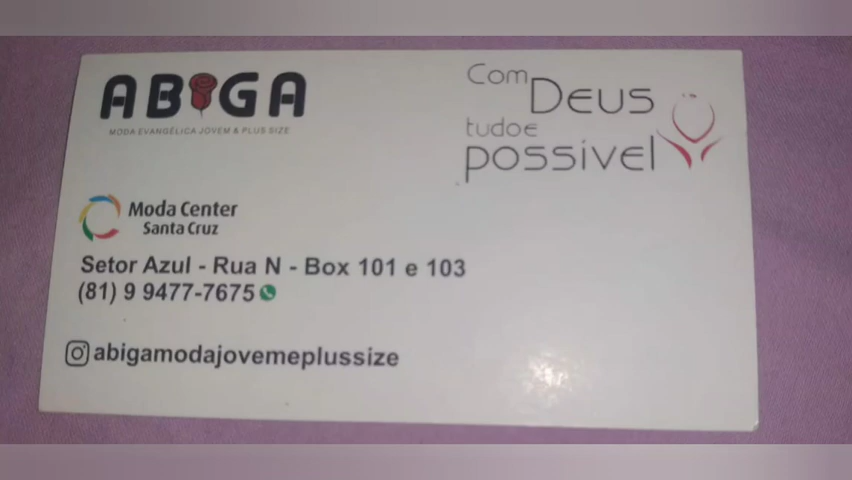 ABIGA
MODA EVANGÉLICA JOVEM & PLUS SIZE
Com
DEUS
tudoe
possivel
Moda Center
Santa Cruz
Setor Azul - Rua N - Box 101 e 103
(81) 9 9477-7675
abigamodajovemeplussize